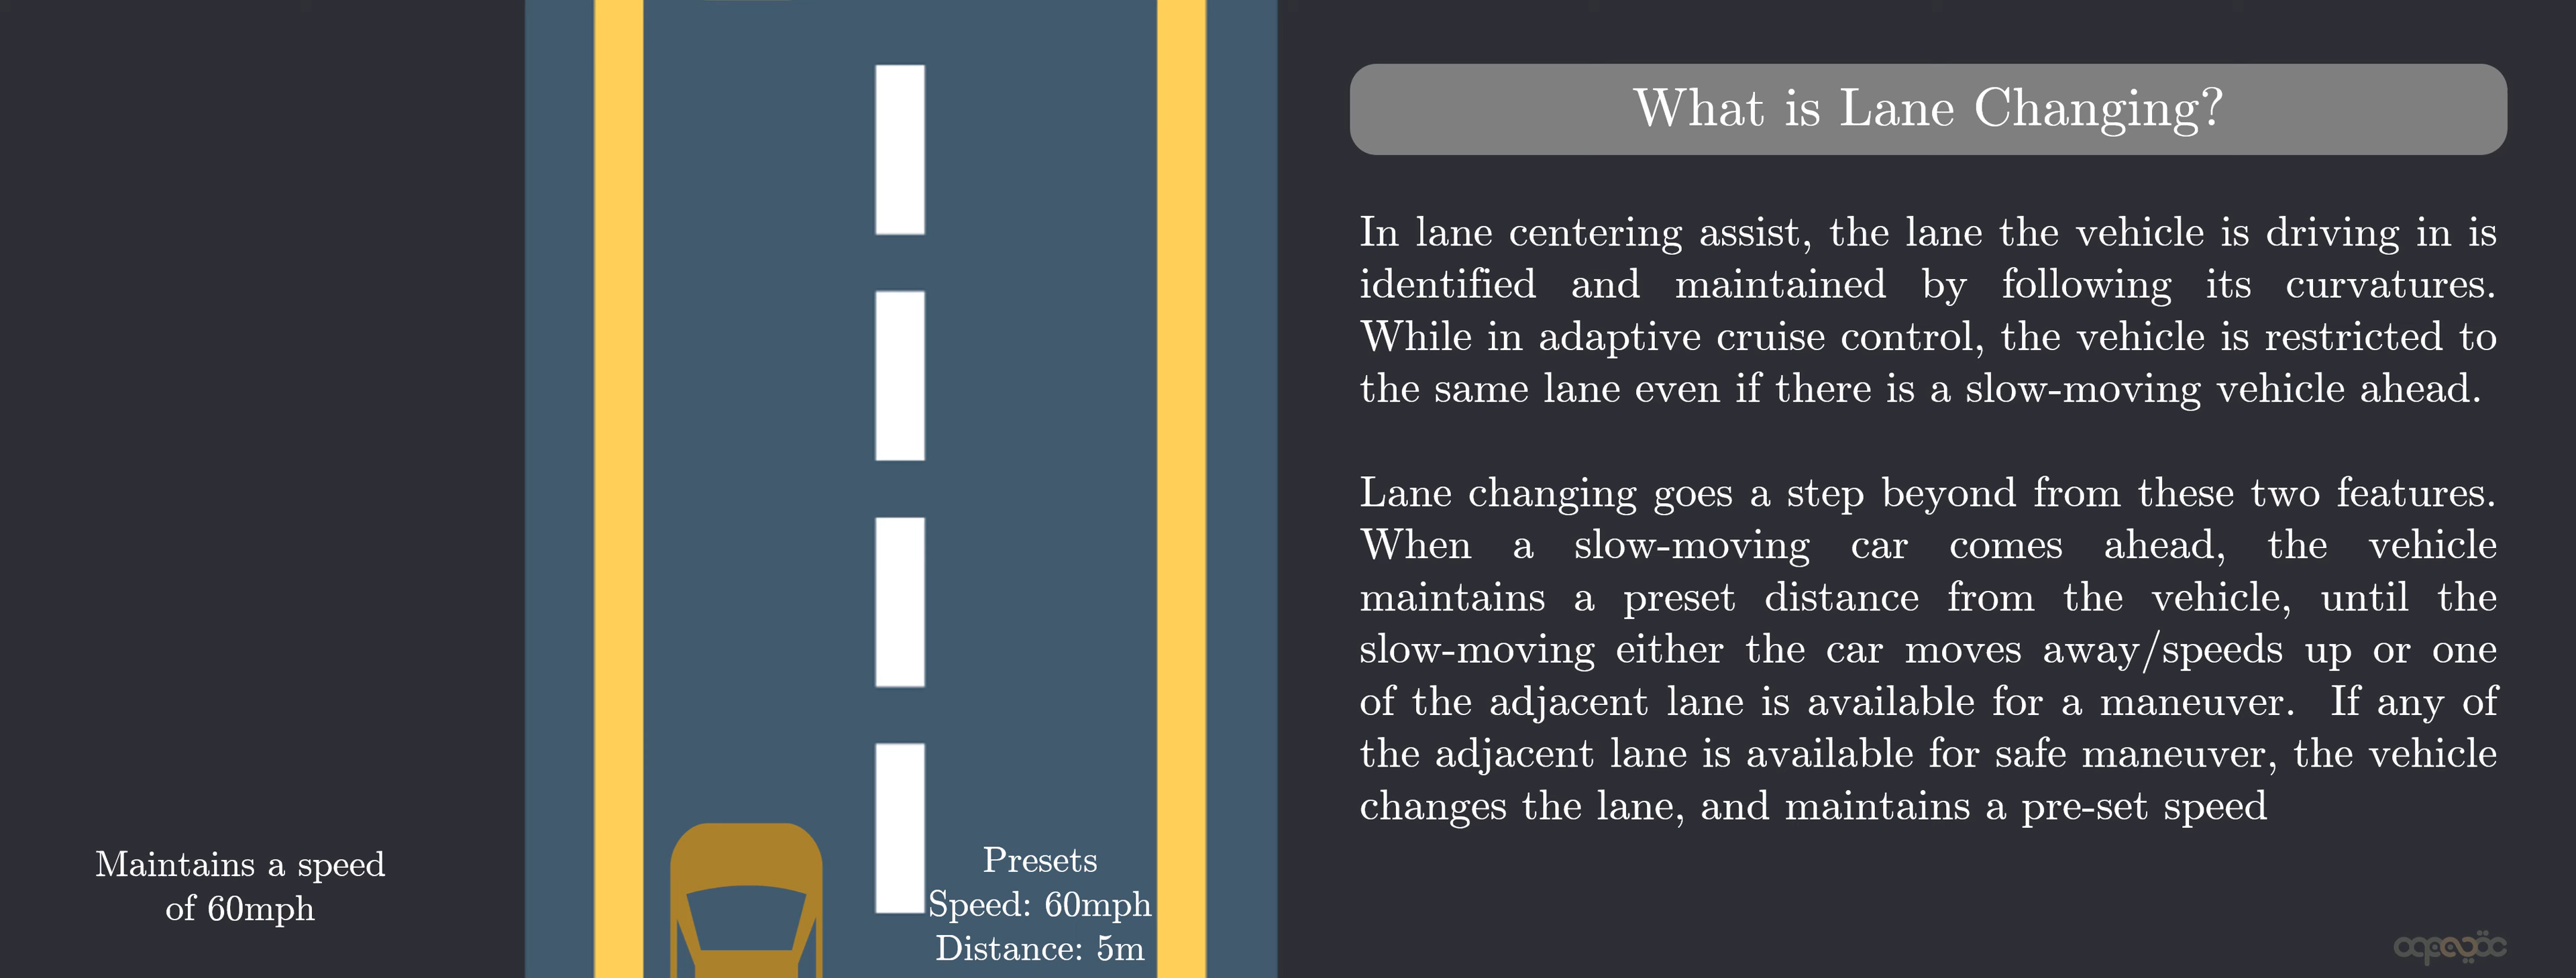 What is Lane Changing?
In lane centering assist, the lane the vehicle is driving in is
identified and maintained by following its curvatures.
While in adaptive cruise control, the vehicle is restricted to
the same lane even if there is a slow-moving vehicle ahead.
Lane changing goes a step beyond from these two features.
When a slow-moving car comes ahead, the vehicle
maintains a preset distance from the vehicle, until the
slow-moving either the car moves away/speeds up or one
of the adjacent lane is available for a maneuver. If any of
the adjacent lane is available for safe maneuver, the vehicle
changes the lane, and maintains a pre-set speed
Maintains a speed
of 60mph
Presets
Speed: 60mph
Distance: 5m